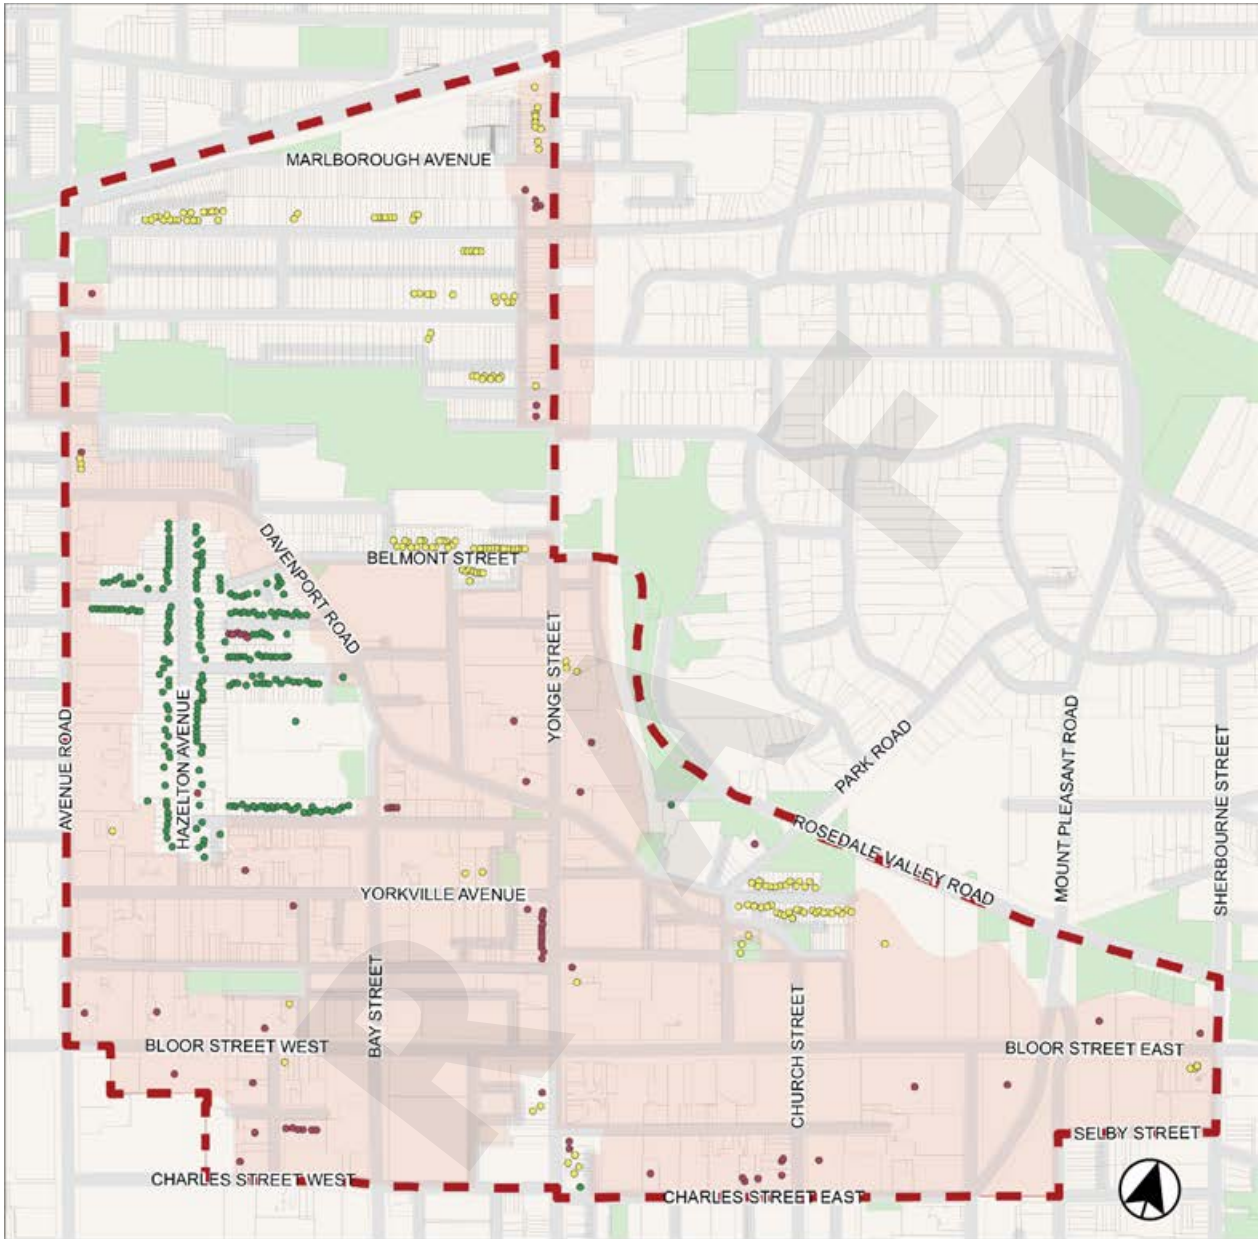 MARLBOROUGH AVENUE
DAVENPORT ROAD
BELMONT STREET
YONGE STREET
AVENUE ROAD
HAZELTON AVENUE
PARK ROAD
MOUNT PLEASANT ROAD
SHERBOURNE STREET
ROSEDALE VALLEY ROAD
YORKVILLE AVENUE
BAY STREET
CHURCH STREET
BLOOR STREET WEST
BLOOR STREET EAST
SELBY STREET
CHARLES STREET WEST
CHARLES STREET EAST
DRAFT